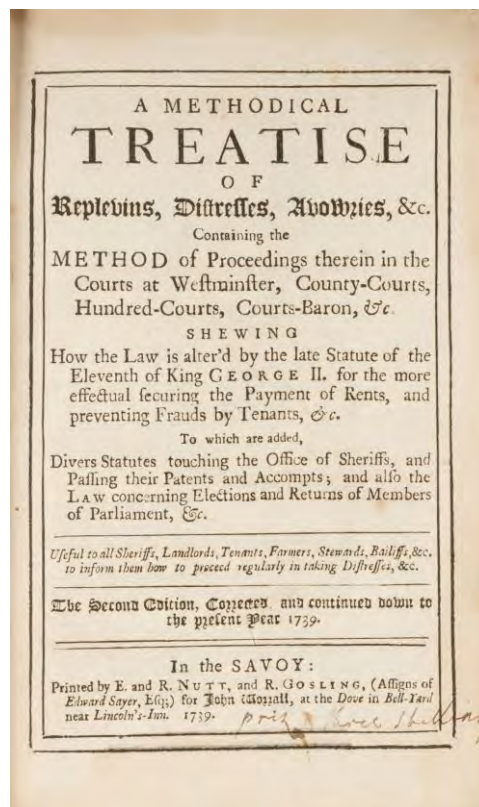 A METHODICAL
TREATISE
OF
Replevins, Distresses, Avowries, &c.
Containing the
METHOD of Proceedings therein in the
Courts at Westminster, County-Courts,
Hundred-Courts, Courts-Baron, &c.
SHEWING
How the Law is alter'd by the late Statute of the
Eleventh of King GEORGE II. for the more
effectual securing the Payment of Rents, and
preventing Frauds by Tenants, &c.
To which are added,
Divers Statutes touching the Office of Sheriffs, and
Passing their Patents and Accompts; and also the
LAW concerning Elections and Returns of Members
of Parliament, &c.
Useful to all Sheriffs, Landlords, Tenants, Farmers, Stewards, Bailiffs, &c.
to inform them how to proceed regularly in taking Distresses, &c.
The Second Edition, Corrected, and continued down to
the present Year 1739.
In the SAVOY:
Printed by E. and R. NUTT, and R. GOSLING, (Assigns of
Edward Sayer, Esq;) for John Worrall, at the Dove in Bell-Yard
near Lincoln's-Inn. 1739.